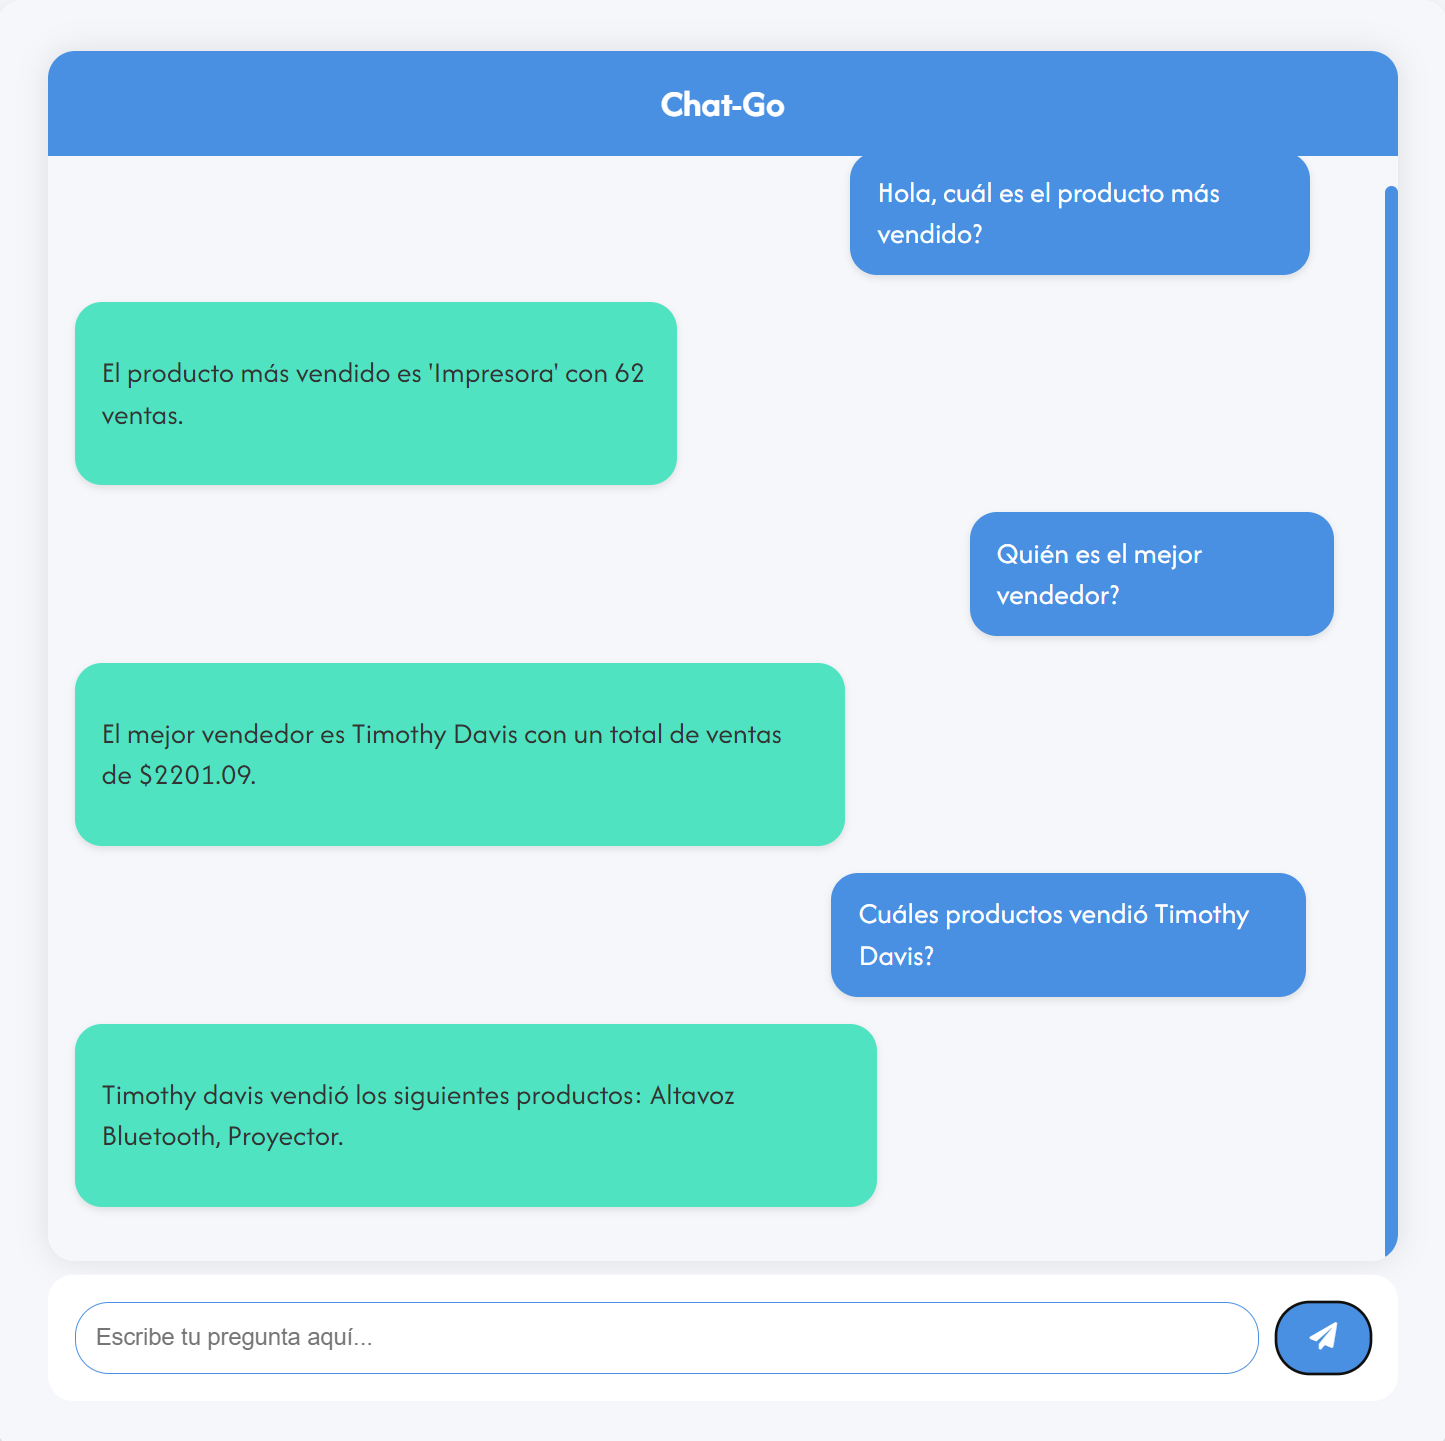 Chat-Go
Hola, cuál es el producto más
vendido?
El producto más vendido es 'Impresora' con 62
ventas.
Quién es el mejor
vendedor?
El mejor vendedor es Timothy Davis con un total de ventas
de $2201.09.
Cuáles productos vendió Timothy
Davis?
Timothy davis vendió los siguientes productos: Altavoz
Bluetooth, Proyector.
Escribe tu pregunta aquí...